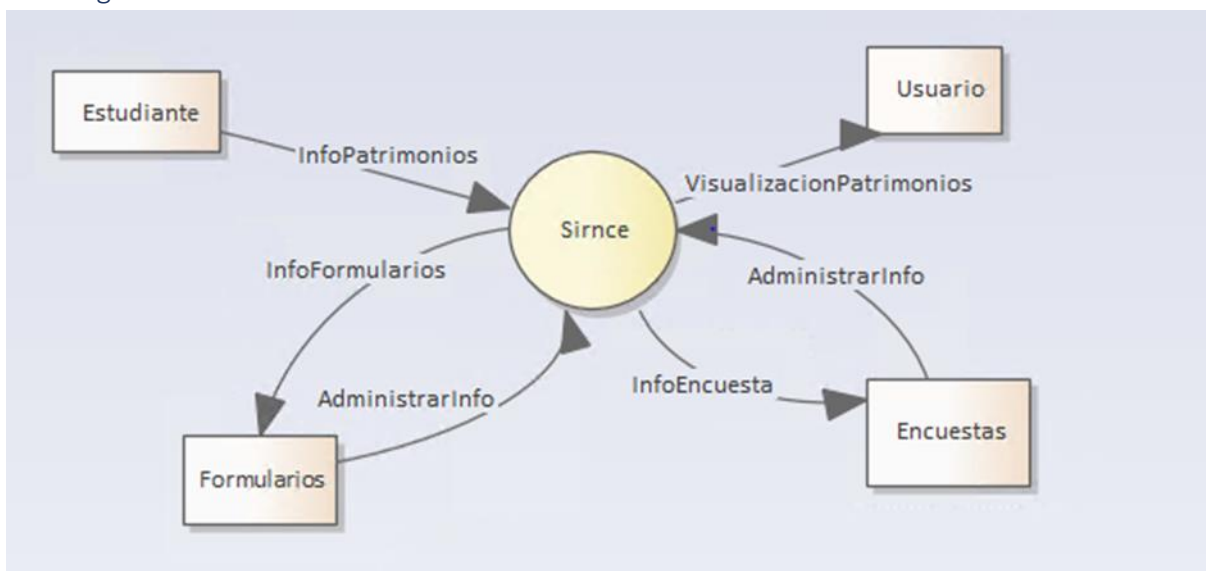 Usuario
Estudiante
InfoPatrimonios
VisualizacionPatrimonios
Sirnce
InfoFormularios
AdministrarInfo
InfoEncuesta
AdministrarInfo
Encuestas
Formularios